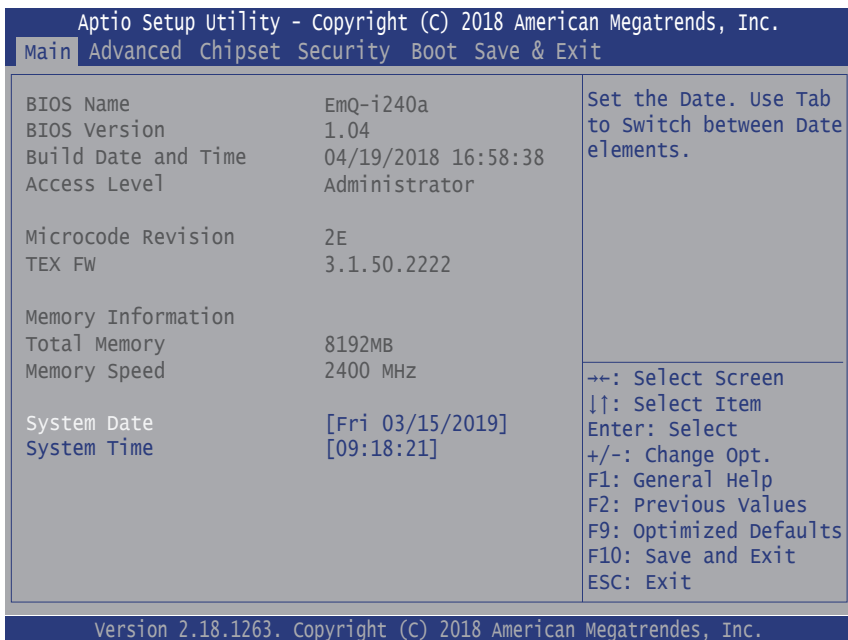 Aptio Setup Utility - Copyright (C) 2018 American Megatrends, Inc.
Main Advanced Chipset Security Boot Save & Exit
BIOS Name EmQ-i240a
BIOS Version 1.04
Build Date and Time 04/19/2018 16:58:38
Access Level Administrator
Microcode Revision 2E
TEX FW 3.1.50.2222
Memory Information
Total Memory 8192MB
Memory Speed 2400 MHz
System Date [Fri 03/15/2019]
System Time [09:18:21]
Set the Date. Use Tab
to Switch between Date
elements.
→←: Select Screen
↓↑: Select Item
Enter: Select
+/-: Change Opt.
F1: General Help
F2: Previous Values
F9: Optimized Defaults
F10: Save and Exit
ESC: Exit
Version 2.18.1263. Copyright (C) 2018 American Megatrendes, Inc.